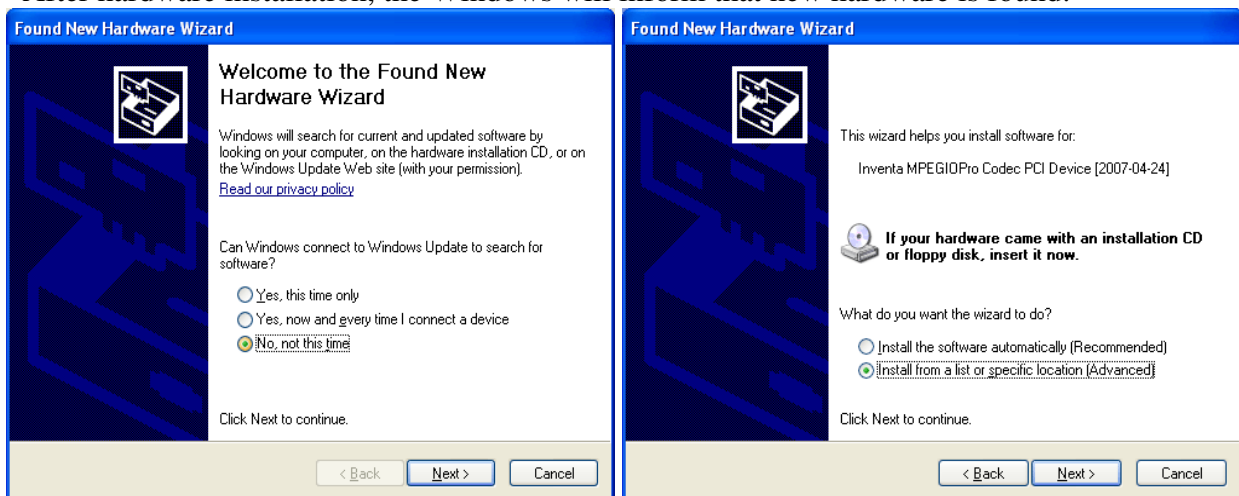 After hardware installation, the Windows will inform that new hardware is found.
Found New Hardware Wizard
Welcome to the Found New
Hardware Wizard
Windows will search for current and updated software by
looking on your computer, on the hardware installation CD, or on
the Windows Update Web site (with your permission).
Read our privacy policy
Can Windows connect to Windows Update to search for
software?
Yes, this time only
Yes, now and every time I connect a device
No, not this time
Click Next to continue.
< Back
Next >
Cancel
Found New Hardware Wizard
This wizard helps you install software for:
Inventa MPEGIOPro Codec PCI Device [2007-04-24]
If your hardware came with an installation CD
or floppy disk, insert it now.
What do you want the wizard to do?
Install the software automatically (Recommended)
Install from a list or specific location (Advanced)
Click Next to continue.
< Back
Next >
Cancel